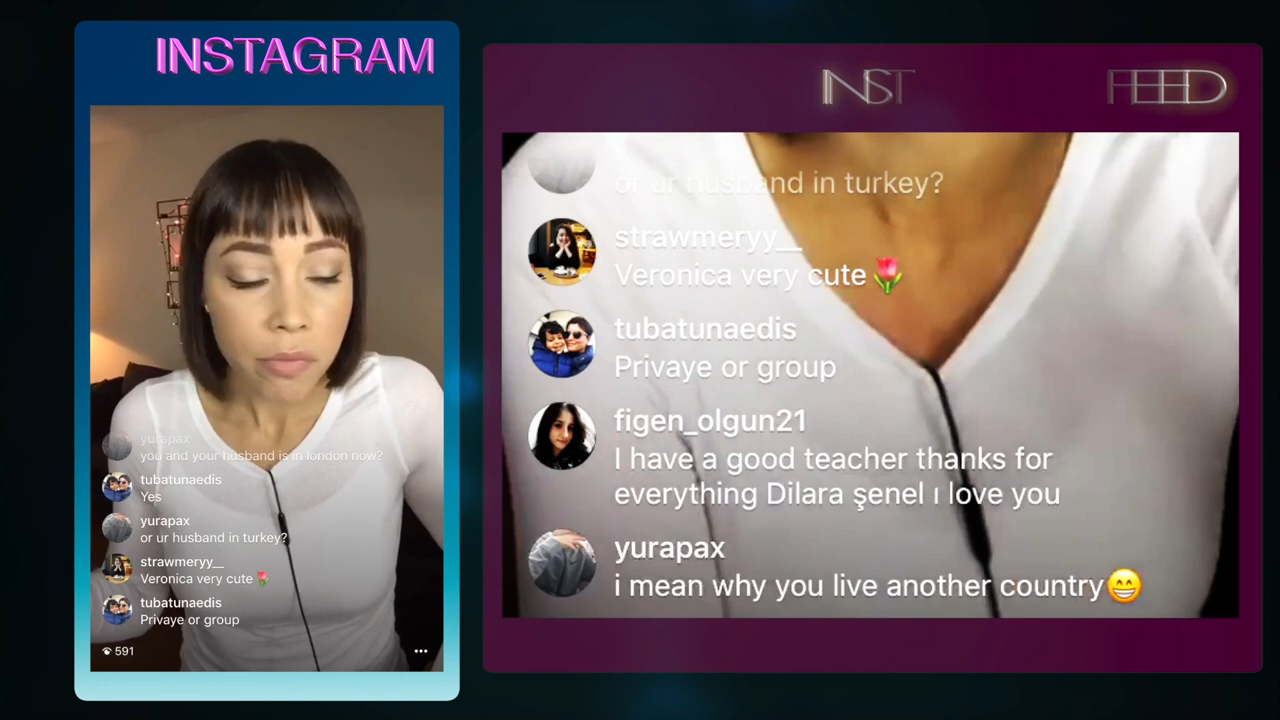 INSTAGRAM
yurapax
you and your husband is in london now?
tubatunaedis
Yes
yurapax
or ur husband in turkey?
strawmeryy__
Veronica very cute🌷
tubatunaedis
Privaye or group
591
INST FEED
or ur husband in turkey?
strawmeryy__
Veronica very cute🌷
tubatunaedis
Privaye or group
figen_olgun21
I have a good teacher thanks for
everything Dilara şenel ı love you
yurapax
i mean why you live another country😁